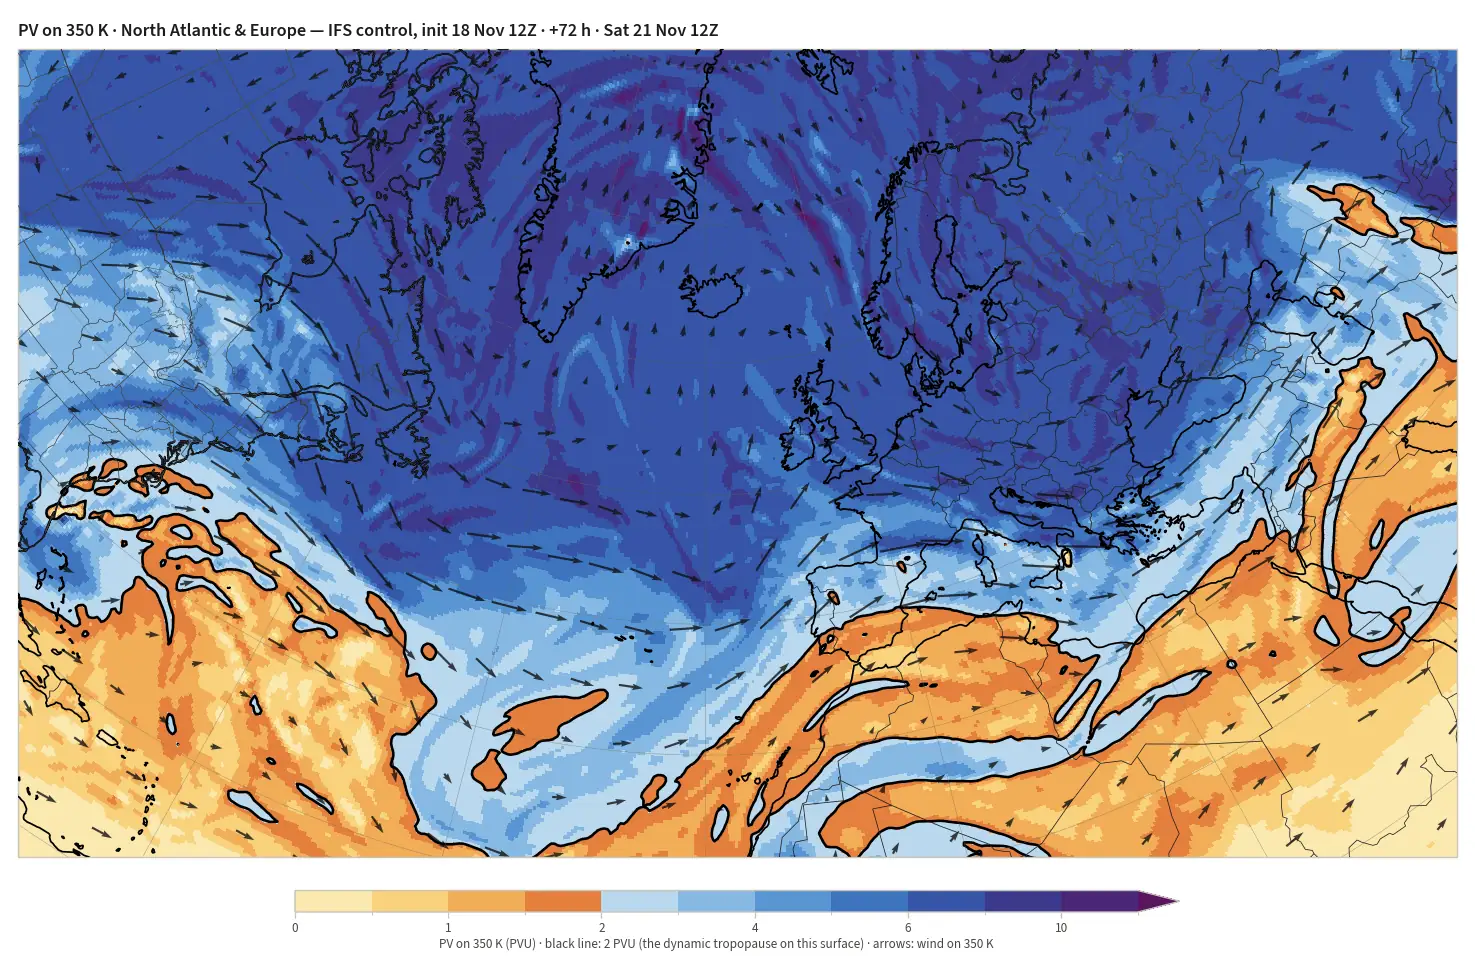 PV on 350 K · North Atlantic & Europe — IFS control, init 18 Nov 12Z · +72 h · Sat 21 Nov 12Z
0 1 2 4 6 10
PV on 350 K (PVU) · black line: 2 PVU (the dynamic tropopause on this surface) · arrows: wind on 350 K